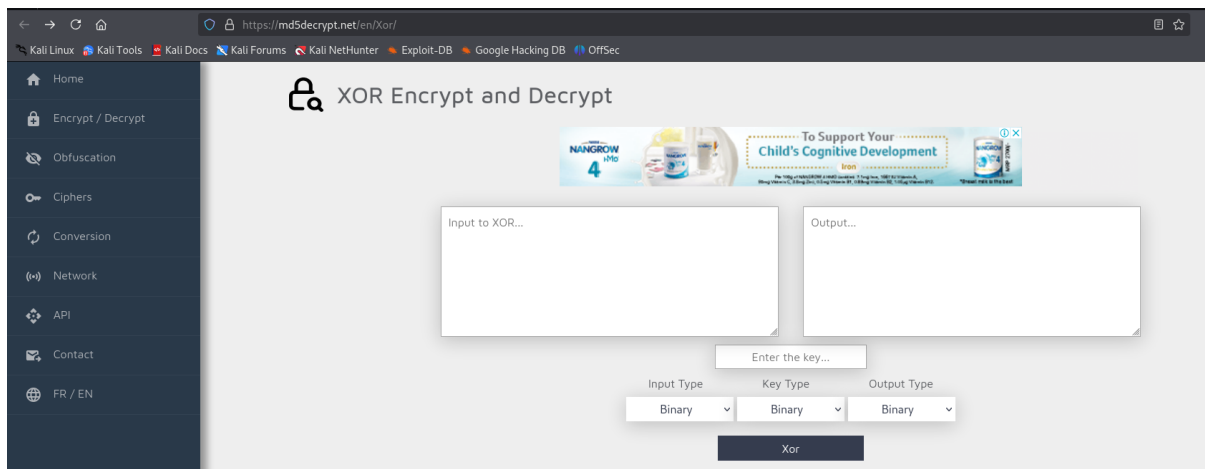 https://md5decrypt.net/en/Xor/
Kali Linux Kali Tools Kali Docs Kali Forums Kali NetHunter Exploit-DB Google Hacking DB OffSec
Home
Encrypt / Decrypt
Obfuscation
Ciphers
Conversion
Network
API
Contact
FR / EN
XOR Encrypt and Decrypt
NANGROW
4
To Support Your
Child's Cognitive Development
Iron
Input to XOR...
Output...
Enter the key...
Input Type Key Type Output Type
Binary Binary Binary
Xor